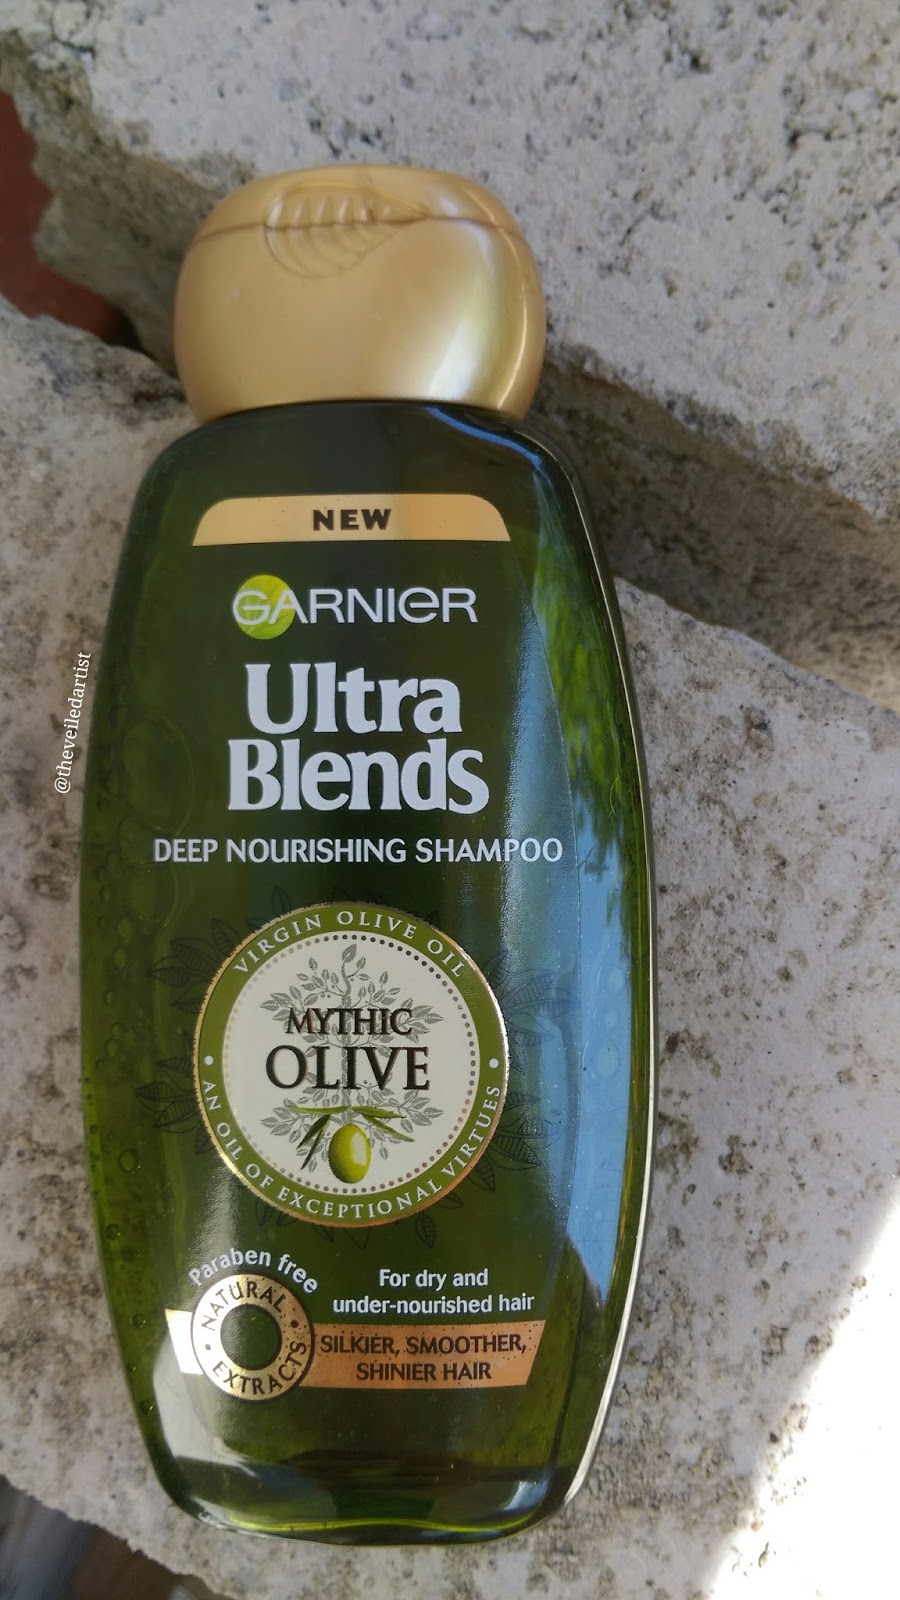 NEW
GARNIER
Ultra
Blends
DEEP NOURISHING SHAMPOO
VIRGIN OLIVE OIL
MYTHIC
OLIVE
• AN OIL OF EXCEPTIONAL VIRTUES •
Paraben free
• NATURAL •
EXTRACTS
For dry and
under-nourished hair
SILKIER, SMOOTHER,
SHINIER HAIR
@theveiledartist